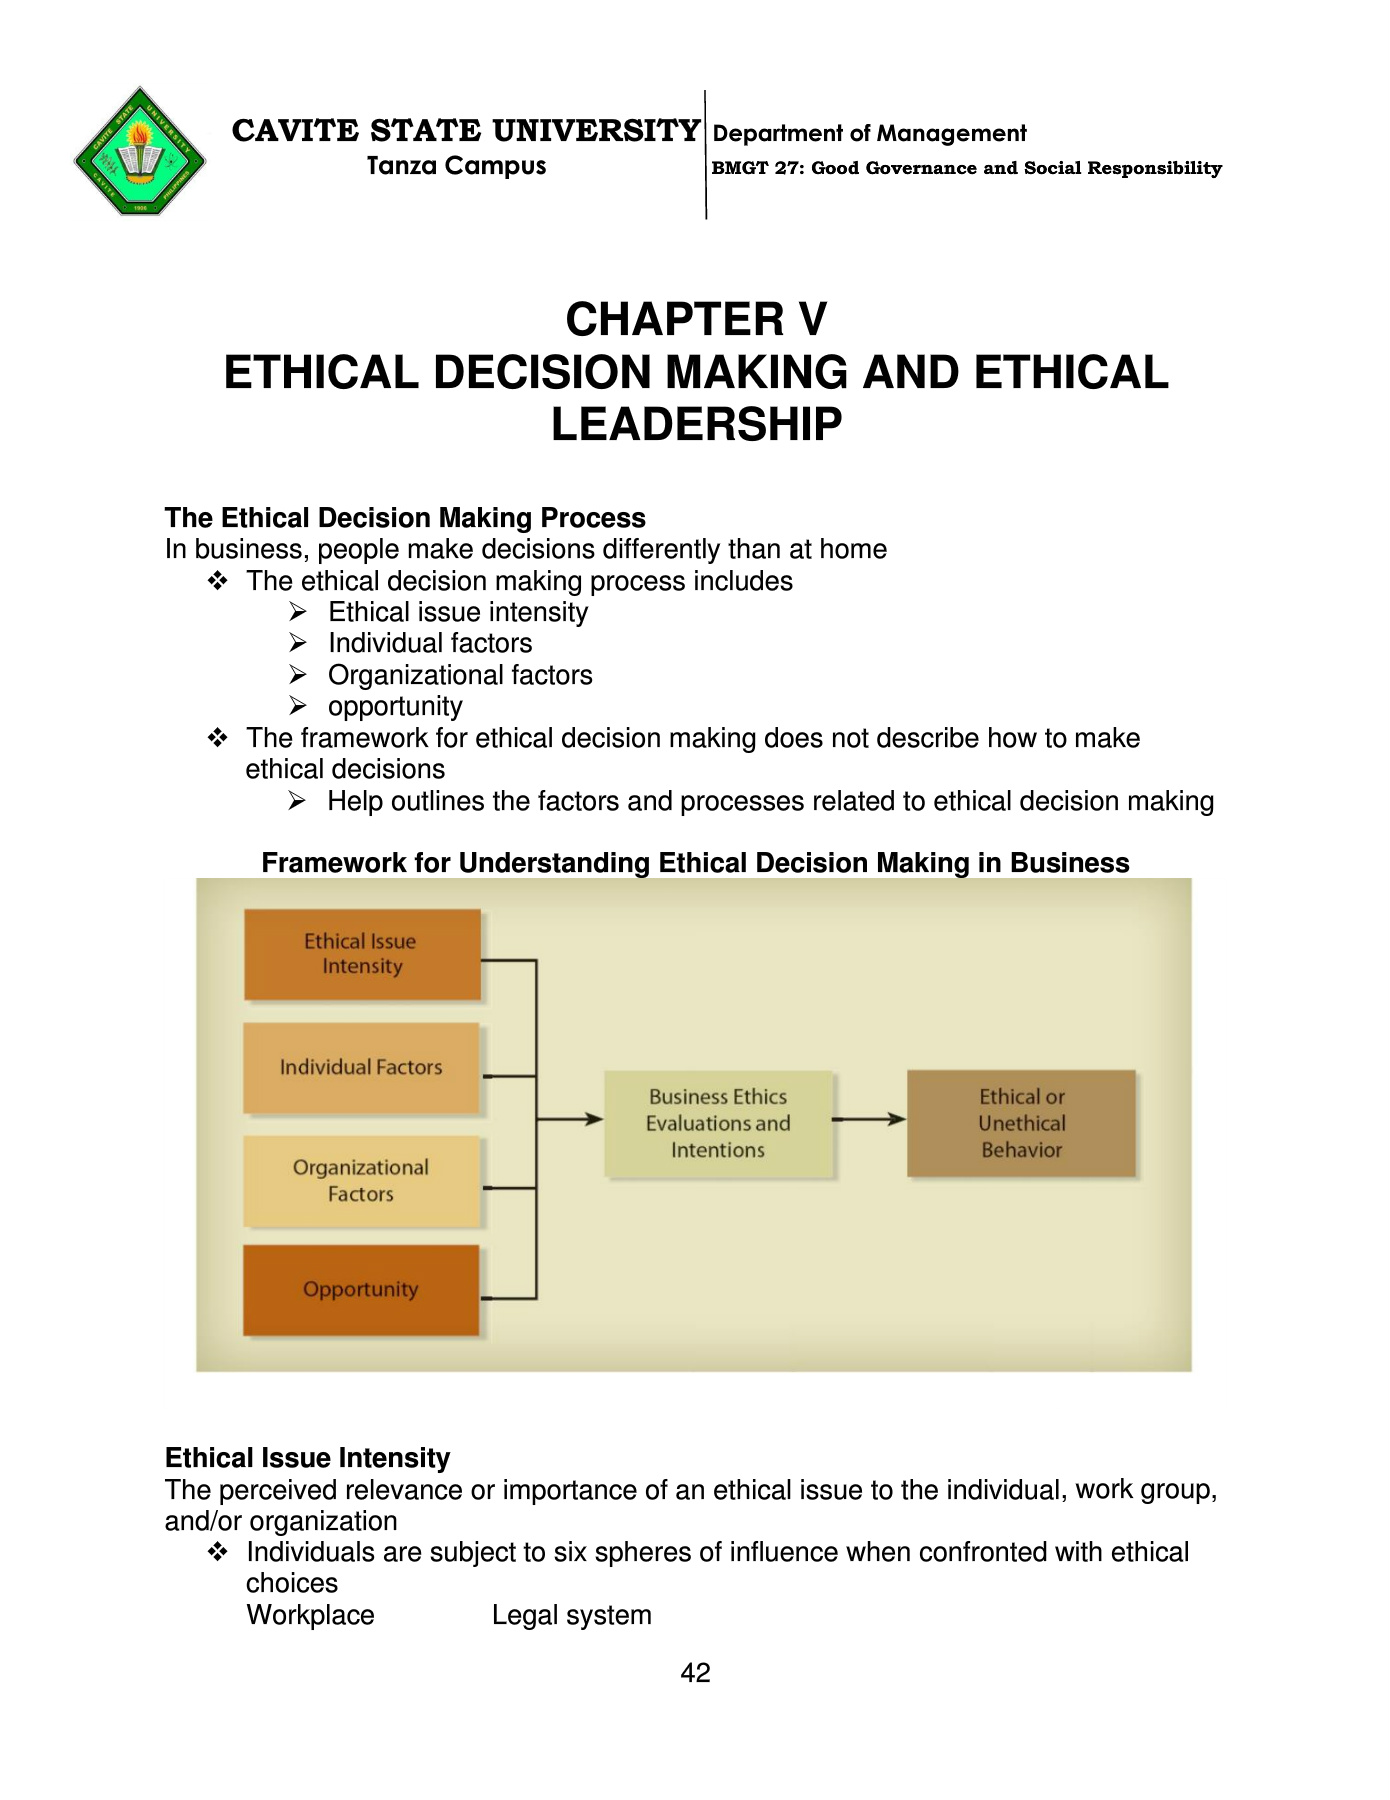 CAVITE STATE UNIVERSITY
Tanza Campus
Department of Management
BMGT 27: Good Governance and Social Responsibility
CAVITE STATE UNIVERSITY
CAVITE
PHILIPPINES
1906
CHAPTER V
ETHICAL DECISION MAKING AND ETHICAL
LEADERSHIP
The Ethical Decision Making Process
In business, people make decisions differently than at home
❖ The ethical decision making process includes
➢ Ethical issue intensity
➢ Individual factors
➢ Organizational factors
➢ opportunity
❖ The framework for ethical decision making does not describe how to make
ethical decisions
➢ Help outlines the factors and processes related to ethical decision making
Framework for Understanding Ethical Decision Making in Business
Ethical Issue
Intensity
Individual Factors
Organizational
Factors
Opportunity
Business Ethics
Evaluations and
Intentions
Ethical or
Unethical
Behavior
Ethical Issue Intensity
The perceived relevance or importance of an ethical issue to the individual, work group,
and/or organization
❖ Individuals are subject to six spheres of influence when confronted with ethical
choices
Workplace Legal system
42